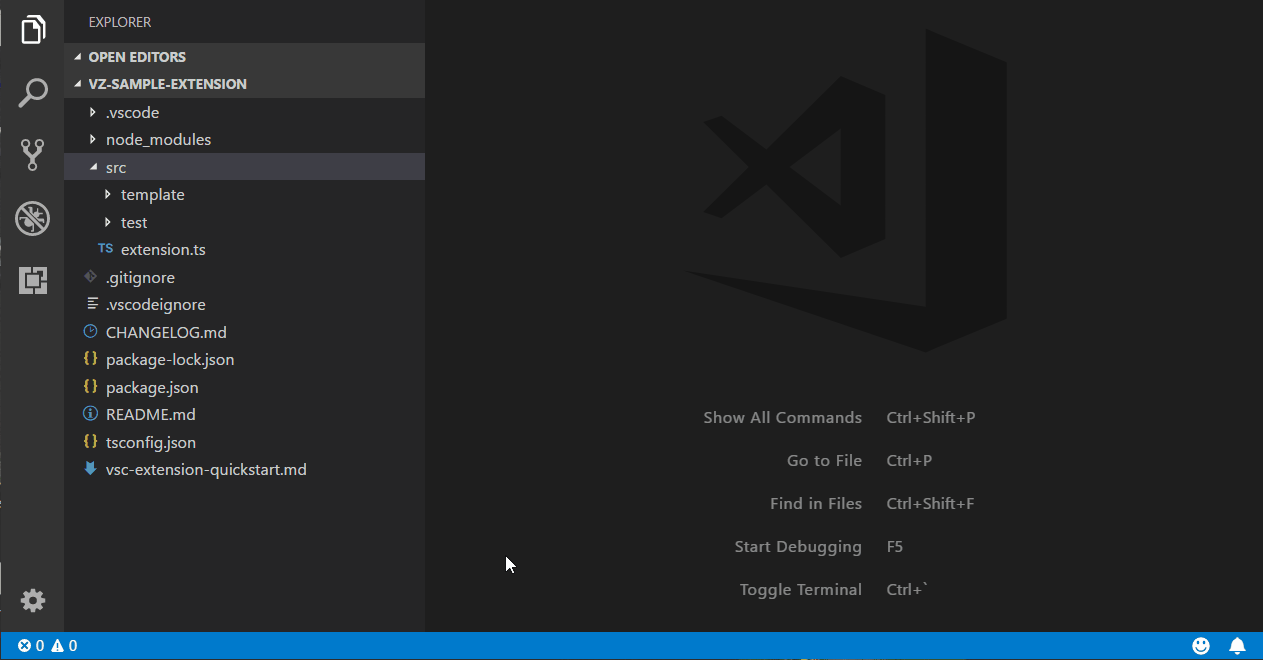 EXPLORER
OPEN EDITORS
VZ-SAMPLE-EXTENSION
.vscode
node_modules
src
template
test
TS extension.ts
.gitignore
.vscodeignore
CHANGELOG.md
{} package-lock.json
{} package.json
README.md
{} tsconfig.json
vsc-extension-quickstart.md
Show All Commands Ctrl+Shift+P
Go to File Ctrl+P
Find in Files Ctrl+Shift+F
Start Debugging F5
Toggle Terminal Ctrl+`
0 0